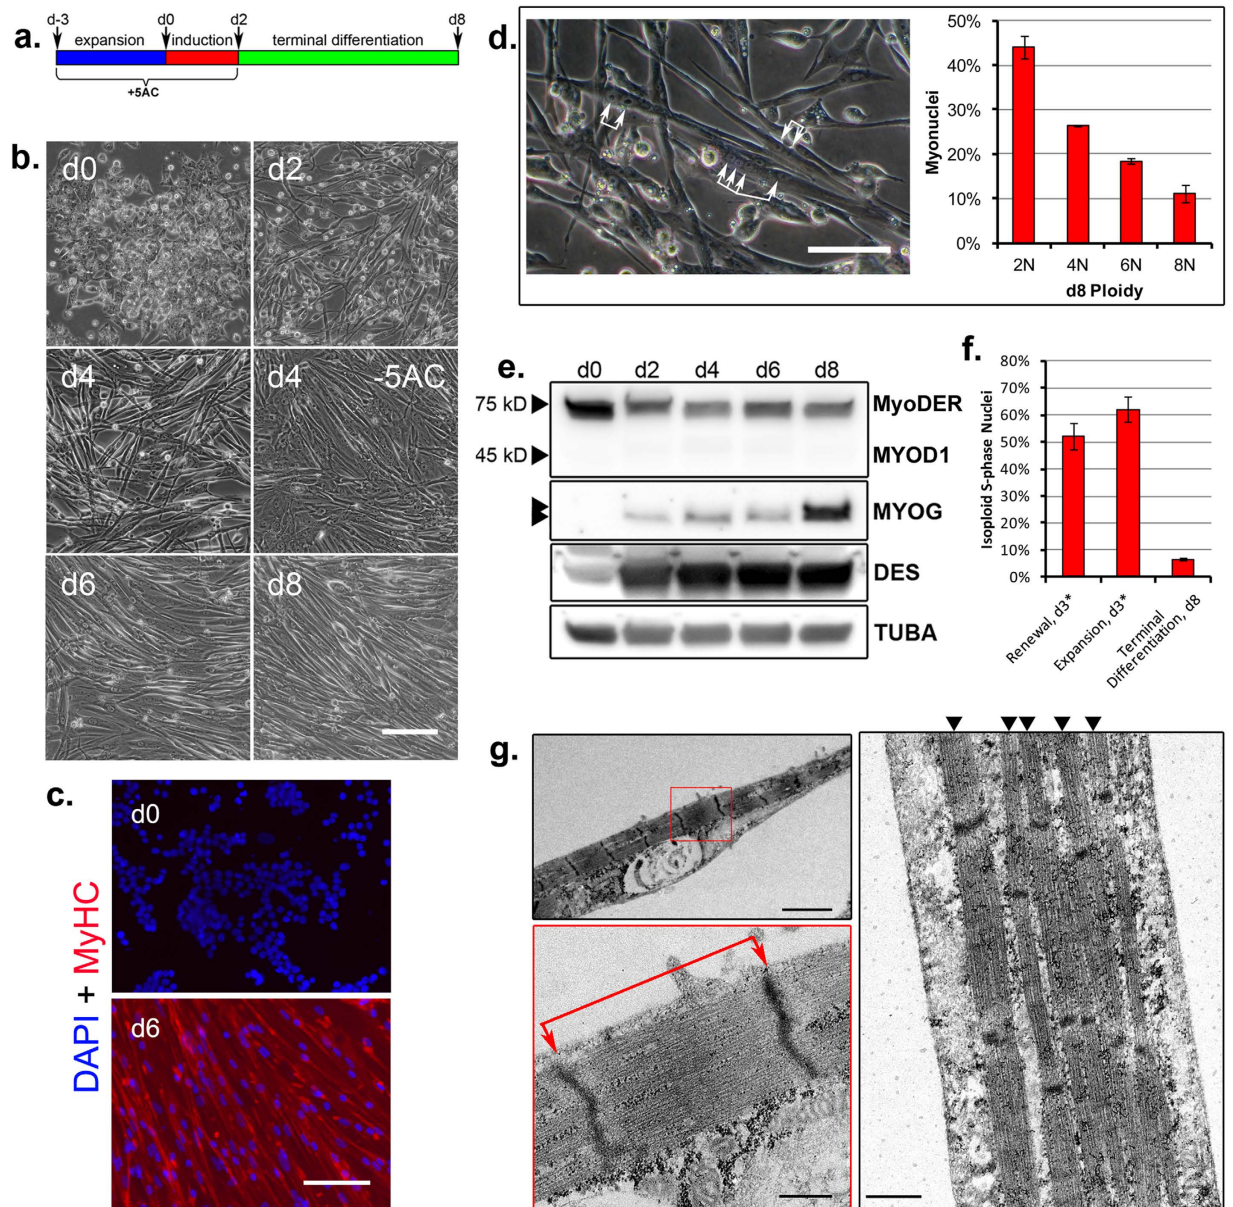 a.
d-3 d0 d2 d8
expansion induction terminal differentiation
+5AC
b.
d0
d2
d4
d4 -5AC
d6
d8
c.
DAPI + MyHC
d0
d6
d.
Myonuclei
50%
40%
30%
20%
10%
0%
2N 4N 6N 8N
d8 Ploidy
e.
d0 d2 d4 d6 d8
75 kD MyoDER
45 kD MYOD1
MYOG
DES
TUBA
f.
Isoploid S-phase Nuclei
80%
70%
60%
50%
40%
30%
20%
10%
0%
Renewal, d3*
Expansion, d3*
Terminal
Differentiation, d8
g.